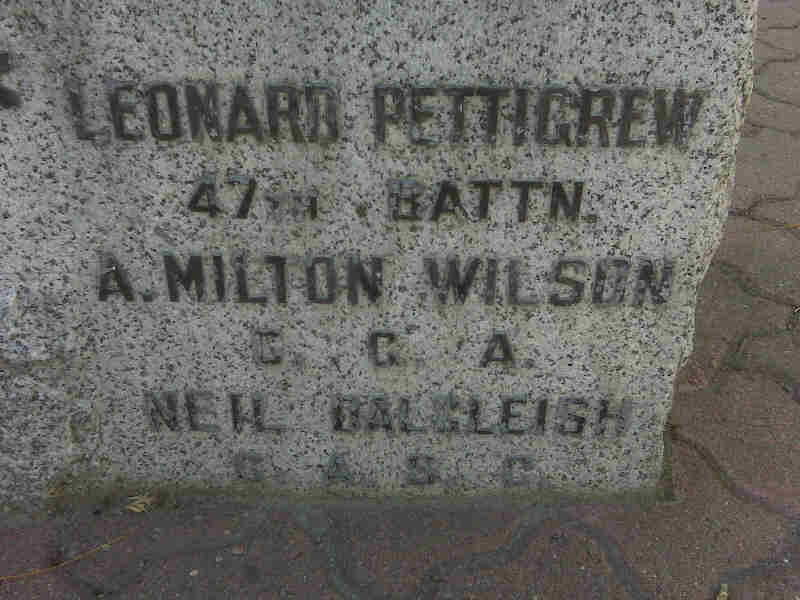 LEONARD PETTIGREW
47TH BATTN.
A. MILTON WILSON
C. G. A.
NEIL DALGLEISH
C A S C